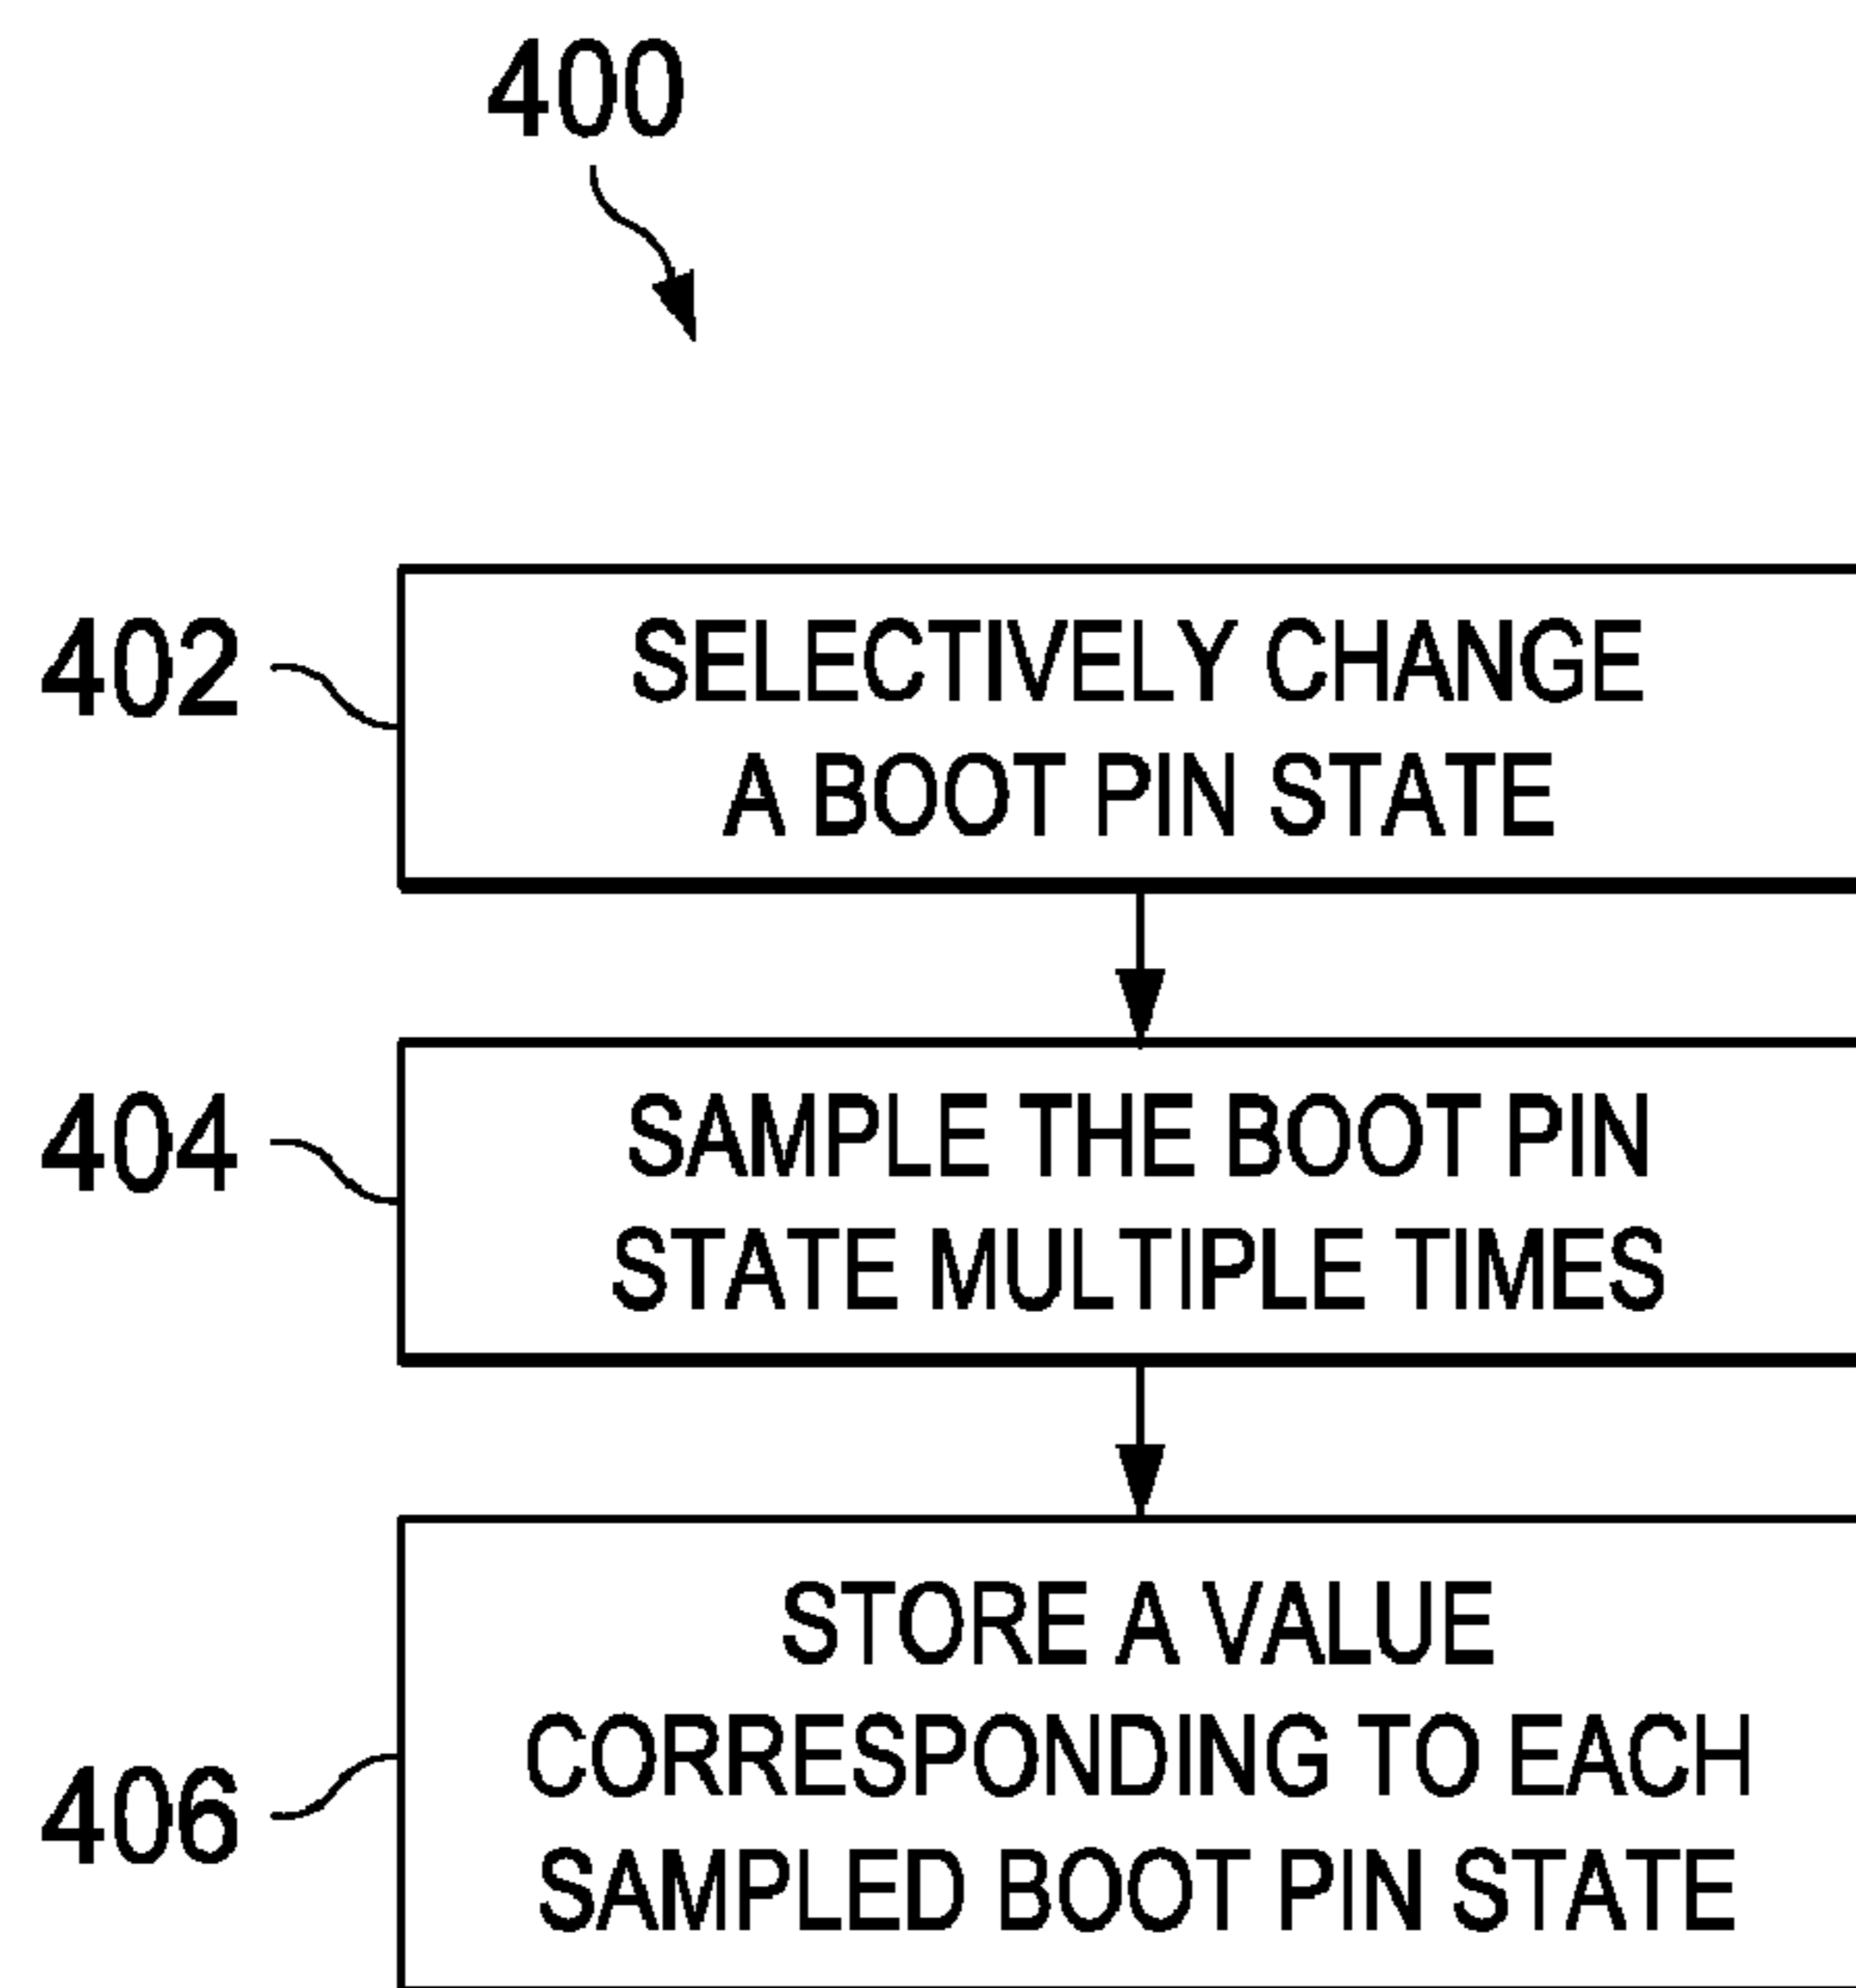 400
402
SELECTIVELY CHANGE
A BOOT PIN STATE
404
SAMPLE THE BOOT PIN
STATE MULTIPLE TIMES
406
STORE A VALUE
CORRESPONDING TO EACH
SAMPLED BOOT PIN STATE